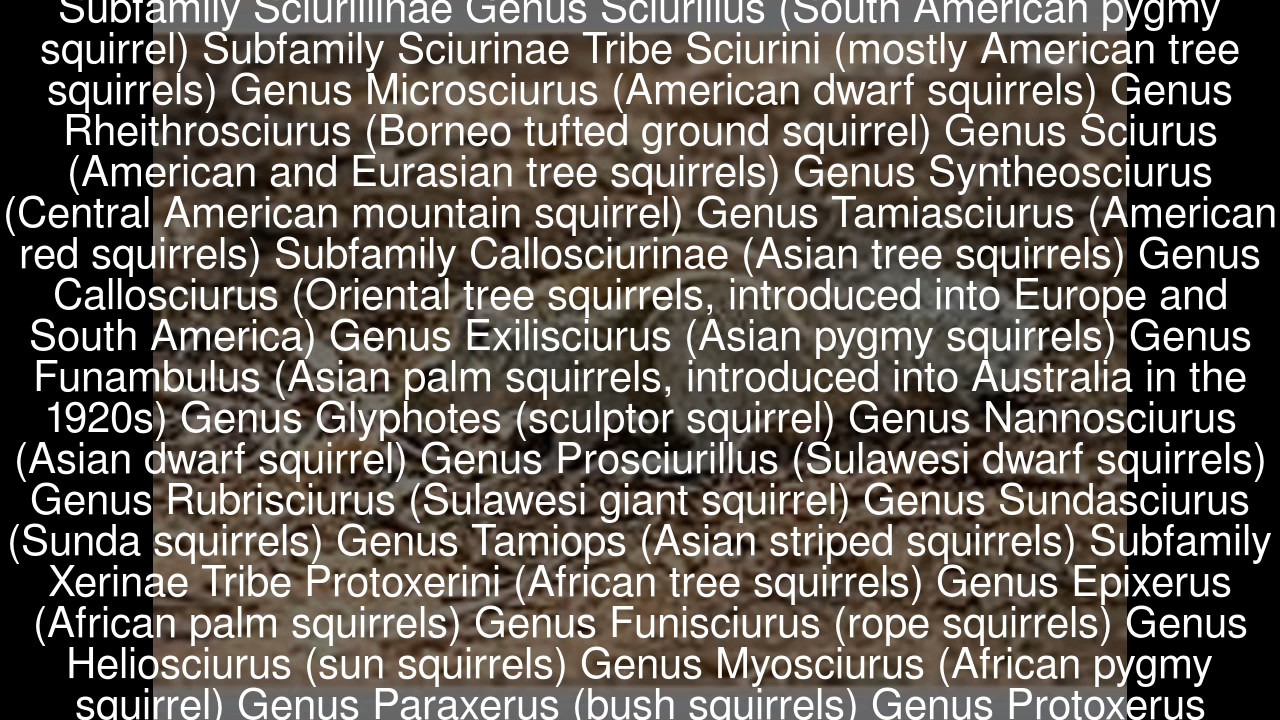 Subfamily Sciurillinae Genus Sciurillus (South American pygmy
squirrel) Subfamily Sciurinae Tribe Sciurini (mostly American tree
squirrels) Genus Microsciurus (American dwarf squirrels) Genus
Rheithrosciurus (Borneo tufted ground squirrel) Genus Sciurus
(American and Eurasian tree squirrels) Genus Syntheosciurus
(Central American mountain squirrel) Genus Tamiasciurus (American
red squirrels) Subfamily Callosciurinae (Asian tree squirrels) Genus
Callosciurus (Oriental tree squirrels, introduced into Europe and
South America) Genus Exilisciurus (Asian pygmy squirrels) Genus
Funambulus (Asian palm squirrels, introduced into Australia in the
1920s) Genus Glyphotes (sculptor squirrel) Genus Nannosciurus
(Asian dwarf squirrel) Genus Prosciurillus (Sulawesi dwarf squirrels)
Genus Rubrisciurus (Sulawesi giant squirrel) Genus Sundasciurus
(Sunda squirrels) Genus Tamiops (Asian striped squirrels) Subfamily
Xerinae Tribe Protoxerini (African tree squirrels) Genus Epixerus
(African palm squirrels) Genus Funisciurus (rope squirrels) Genus
Heliosciurus (sun squirrels) Genus Myosciurus (African pygmy
squirrel) Genus Paraxerus (bush squirrels) Genus Protoxerus